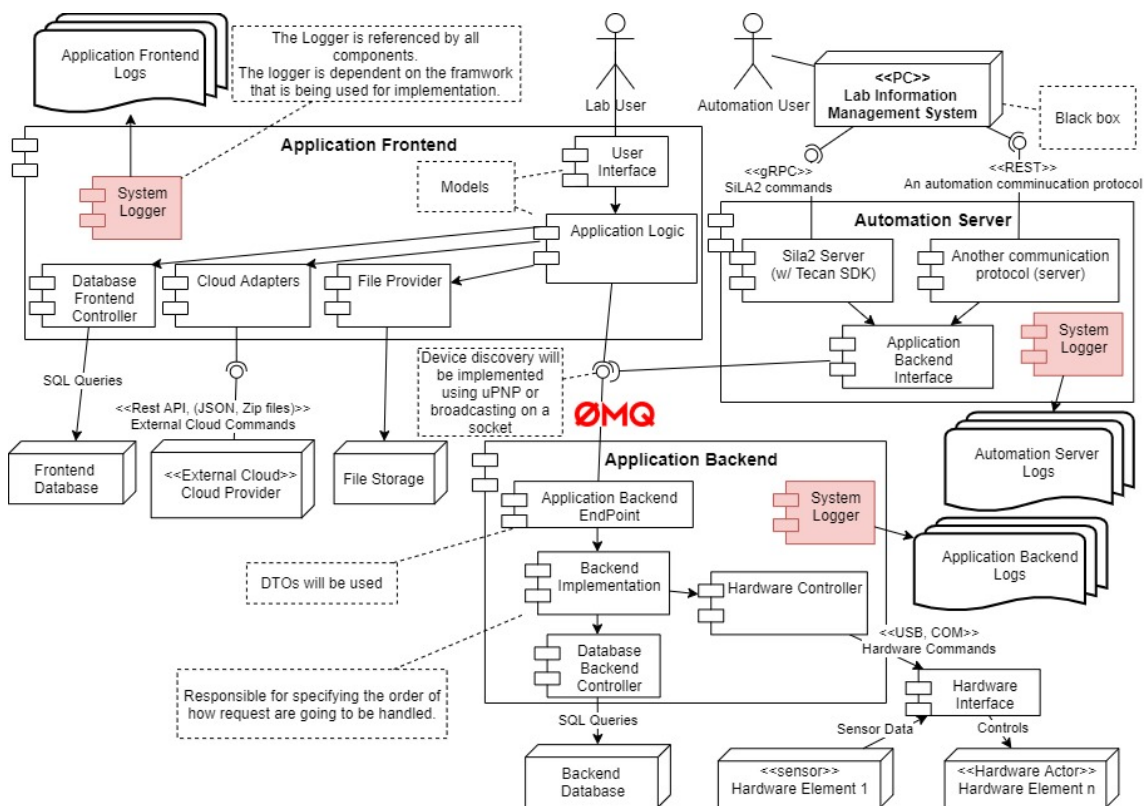 Application Frontend
Logs
The Logger is referenced by all
components.
The logger is dependent on the framwork
that is being used for implementation.
Lab User
Automation User
<<PC>>
Lab Information
Management System
Black box
Application Frontend
System
Logger
Models
User
Interface
Application Logic
Database
Frontend
Controller
Cloud Adapters
File Provider
<<gRPC>>
SiLA2 commands
<<REST>>
An automation comminucation protocol
Automation Server
Sila2 Server
(w/ Tecan SDK)
Another communication
protocol (server)
Application
Backend
Interface
System
Logger
SQL Queries
<<Rest API, (JSON, Zip files)>>
External Cloud Commands
Device discovery will
be implemented
using uPNP or
broadcasting on a
socket
ØMQ
Frontend
Database
<<External Cloud>>
Cloud Provider
File Storage
Automation Server
Logs
Application Backend
Application Backend
EndPoint
System
Logger
Application Backend
Logs
DTOs will be used
Backend
Implementation
Hardware Controller
<<USB, COM>>
Hardware Commands
Responsible for specifying the order of
how request are going to be handled.
Database
Backend
Controller
Hardware
Interface
SQL Queries
Sensor Data
Controls
Backend
Database
<<sensor>>
Hardware Element 1
<<Hardware Actor>>
Hardware Element n